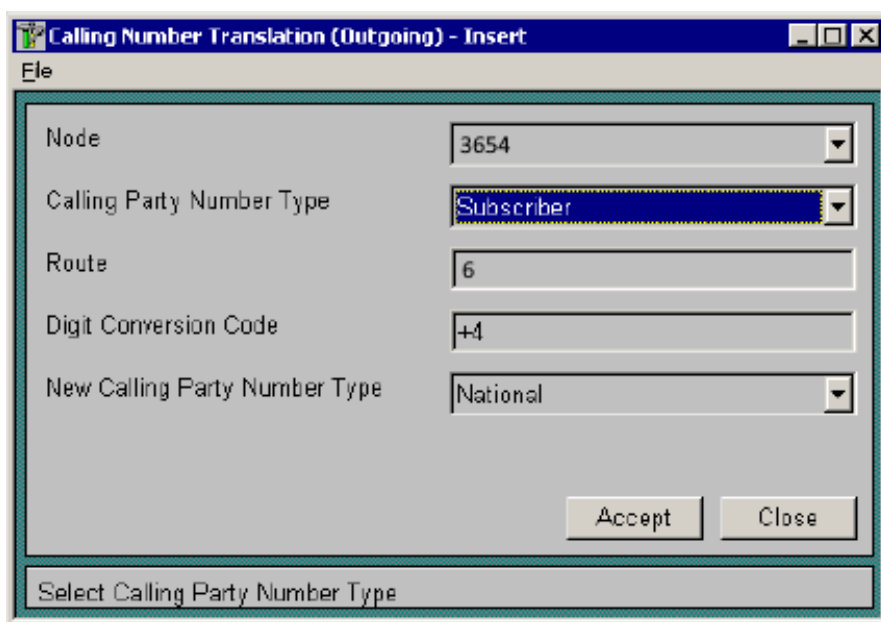 Calling Number Translation (Outgoing) - Insert
File
Node 3654
Calling Party Number Type Subscriber
Route 6
Digit Conversion Code +4
New Calling Party Number Type National
Accept Close
Select Calling Party Number Type